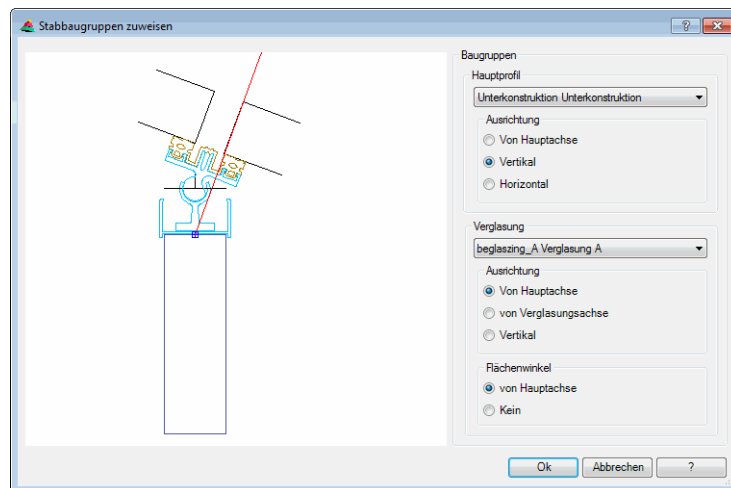 Stabbaugruppen zuweisen
?
Baugruppen
Hauptprofil
Unterkonstruktion Unterkonstruktion
Ausrichtung
Von Hauptachse
Vertikal
Horizontal
Verglasung
beglaszing_A Verglasung A
Ausrichtung
Von Hauptachse
von Verglasungsachse
Vertikal
Flächenwinkel
von Hauptachse
Kein
Ok Abbrechen ?